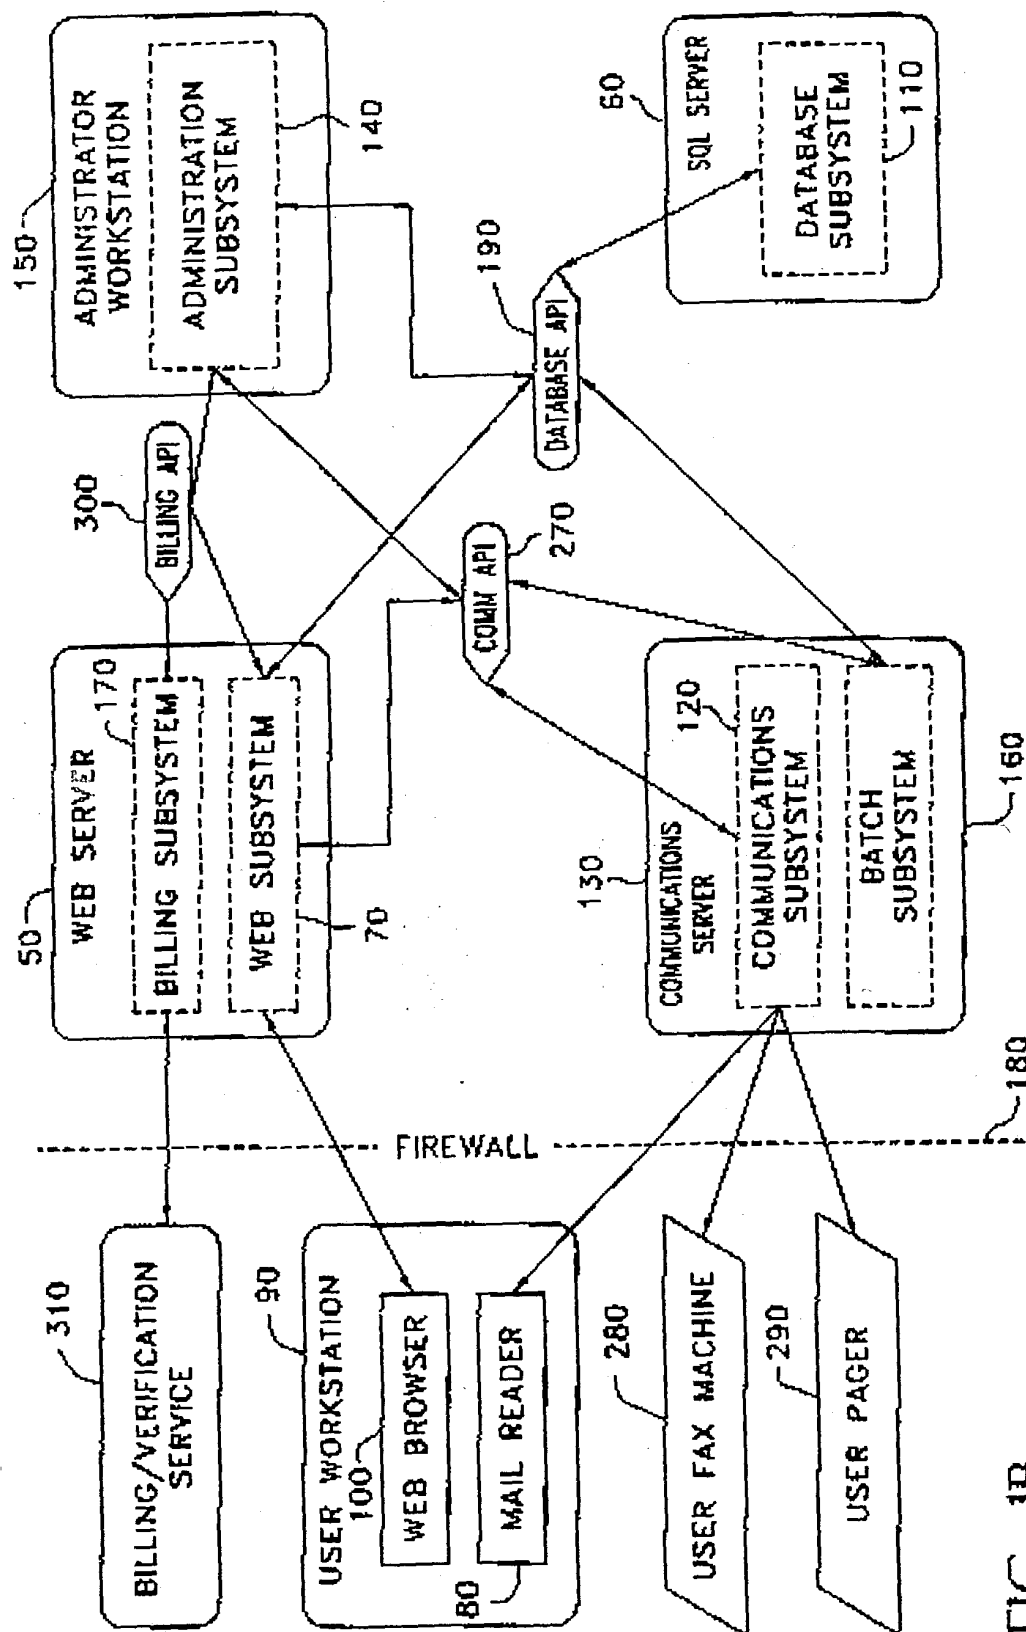 310
BILLING/VERIFICATION
SERVICE
90
USER WORKSTATION
100
WEB BROWSER
MAIL READER
80
280
USER FAX MACHINE
290
USER PAGER
FIREWALL
180
50
WEB SERVER
170
BILLING SUBSYSTEM
WEB SUBSYSTEM
70
130
COMMUNICATIONS
SERVER
120
COMMUNICATIONS
SUBSYSTEM
BATCH
SUBSYSTEM
160
300
BILLING API
COMM API
270
190
DATABASE API
150
ADMINISTRATOR
WORKSTATION
ADMINISTRATION
SUBSYSTEM
140
60
SQL SERVER
DATABASE
SUBSYSTEM
110
FIG. 1B